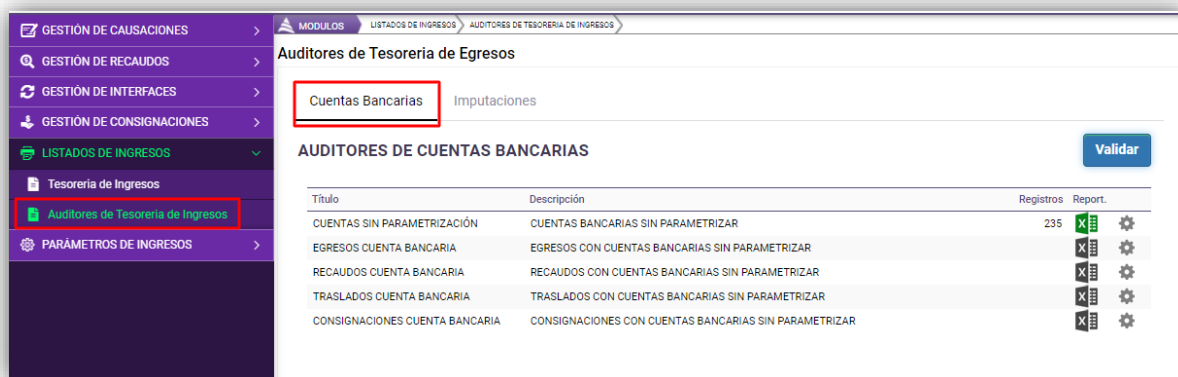 GESTIÓN DE CAUSACIONES
GESTIÓN DE RECAUDOS
GESTIÓN DE INTERFACES
GESTIÓN DE CONSIGNACIONES
LISTADOS DE INGRESOS
Tesoreria de Ingresos
Auditores de Tesoreria de Ingresos
PARÁMETROS DE INGRESOS
MODULOS LISTADOS DE INGRESOS AUDITORES DE TESORERIA DE INGRESOS
Auditores de Tesoreria de Egresos
Cuentas Bancarias Imputaciones
AUDITORES DE CUENTAS BANCARIAS Validar
Título Descripción Registros Report.
CUENTAS SIN PARAMETRIZACIÓN CUENTAS BANCARIAS SIN PARAMETRIZAR 235
EGRESOS CUENTA BANCARIA EGRESOS CON CUENTAS BANCARIAS SIN PARAMETRIZAR
RECAUDOS CUENTA BANCARIA RECAUDOS CON CUENTAS BANCARIAS SIN PARAMETRIZAR
TRASLADOS CUENTA BANCARIA TRASLADOS CON CUENTAS BANCARIAS SIN PARAMETRIZAR
CONSIGNACIONES CUENTA BANCARIA CONSIGNACIONES CON CUENTAS BANCARIAS SIN PARAMETRIZAR